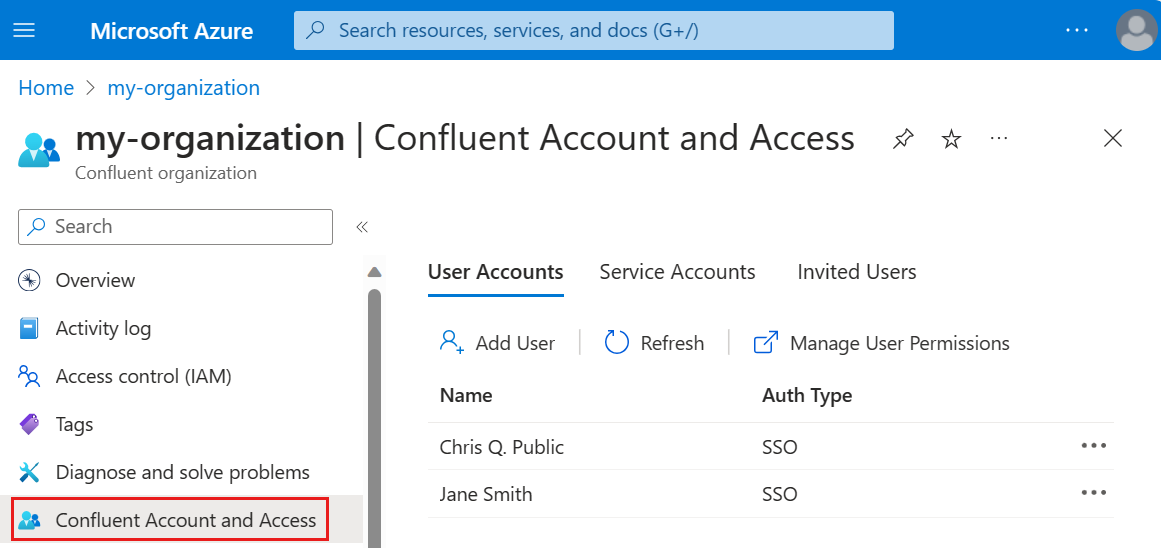 Microsoft Azure
Search resources, services, and docs (G+/)
Home > my-organization
my-organization | Confluent Account and Access
Confluent organization
Search
Overview
Activity log
Access control (IAM)
Tags
Diagnose and solve problems
Confluent Account and Access
User Accounts Service Accounts Invited Users
Add User | Refresh | Manage User Permissions
Name Auth Type
Chris Q. Public SSO
Jane Smith SSO